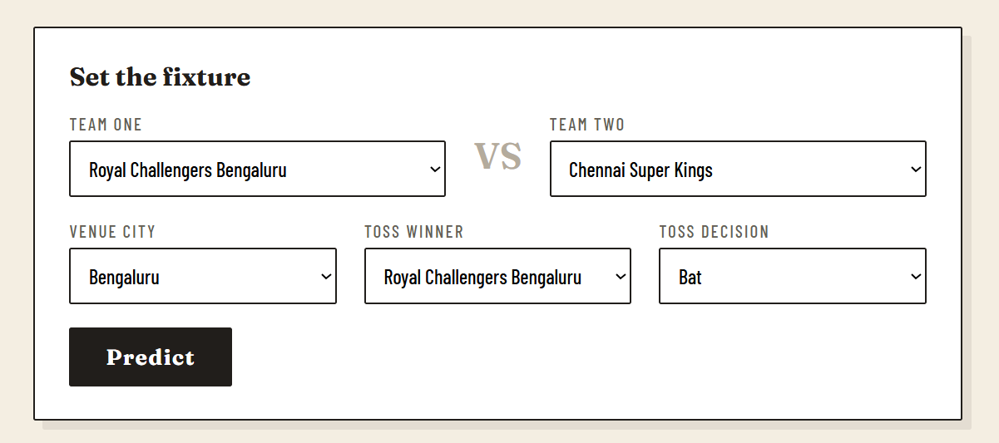 Set the fixture
TEAM ONE
TEAM TWO
Royal Challengers Bengaluru
VS
Chennai Super Kings
VENUE CITY
TOSS WINNER
TOSS DECISION
Bengaluru
Royal Challengers Bengaluru
Bat
Predict